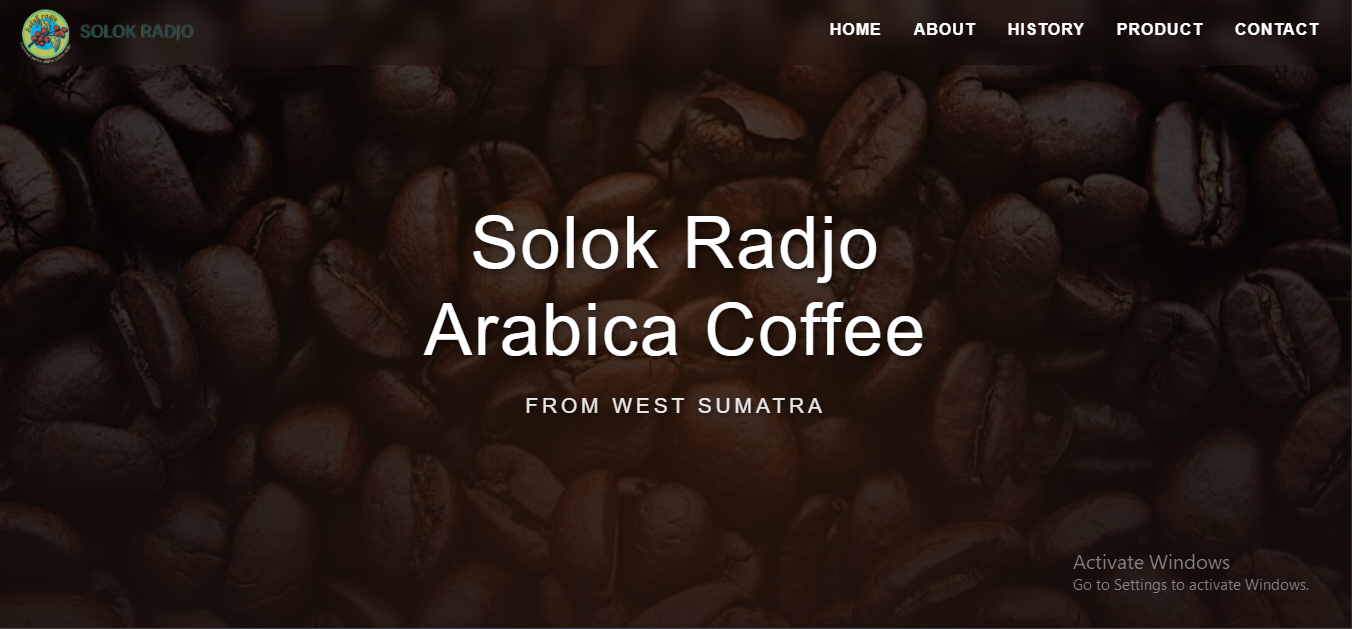 SOLOK RADJO
HOME ABOUT HISTORY PRODUCT CONTACT
Solok Radjo
Arabica Coffee
FROM WEST SUMATRA
Activate Windows
Go to Settings to activate Windows.